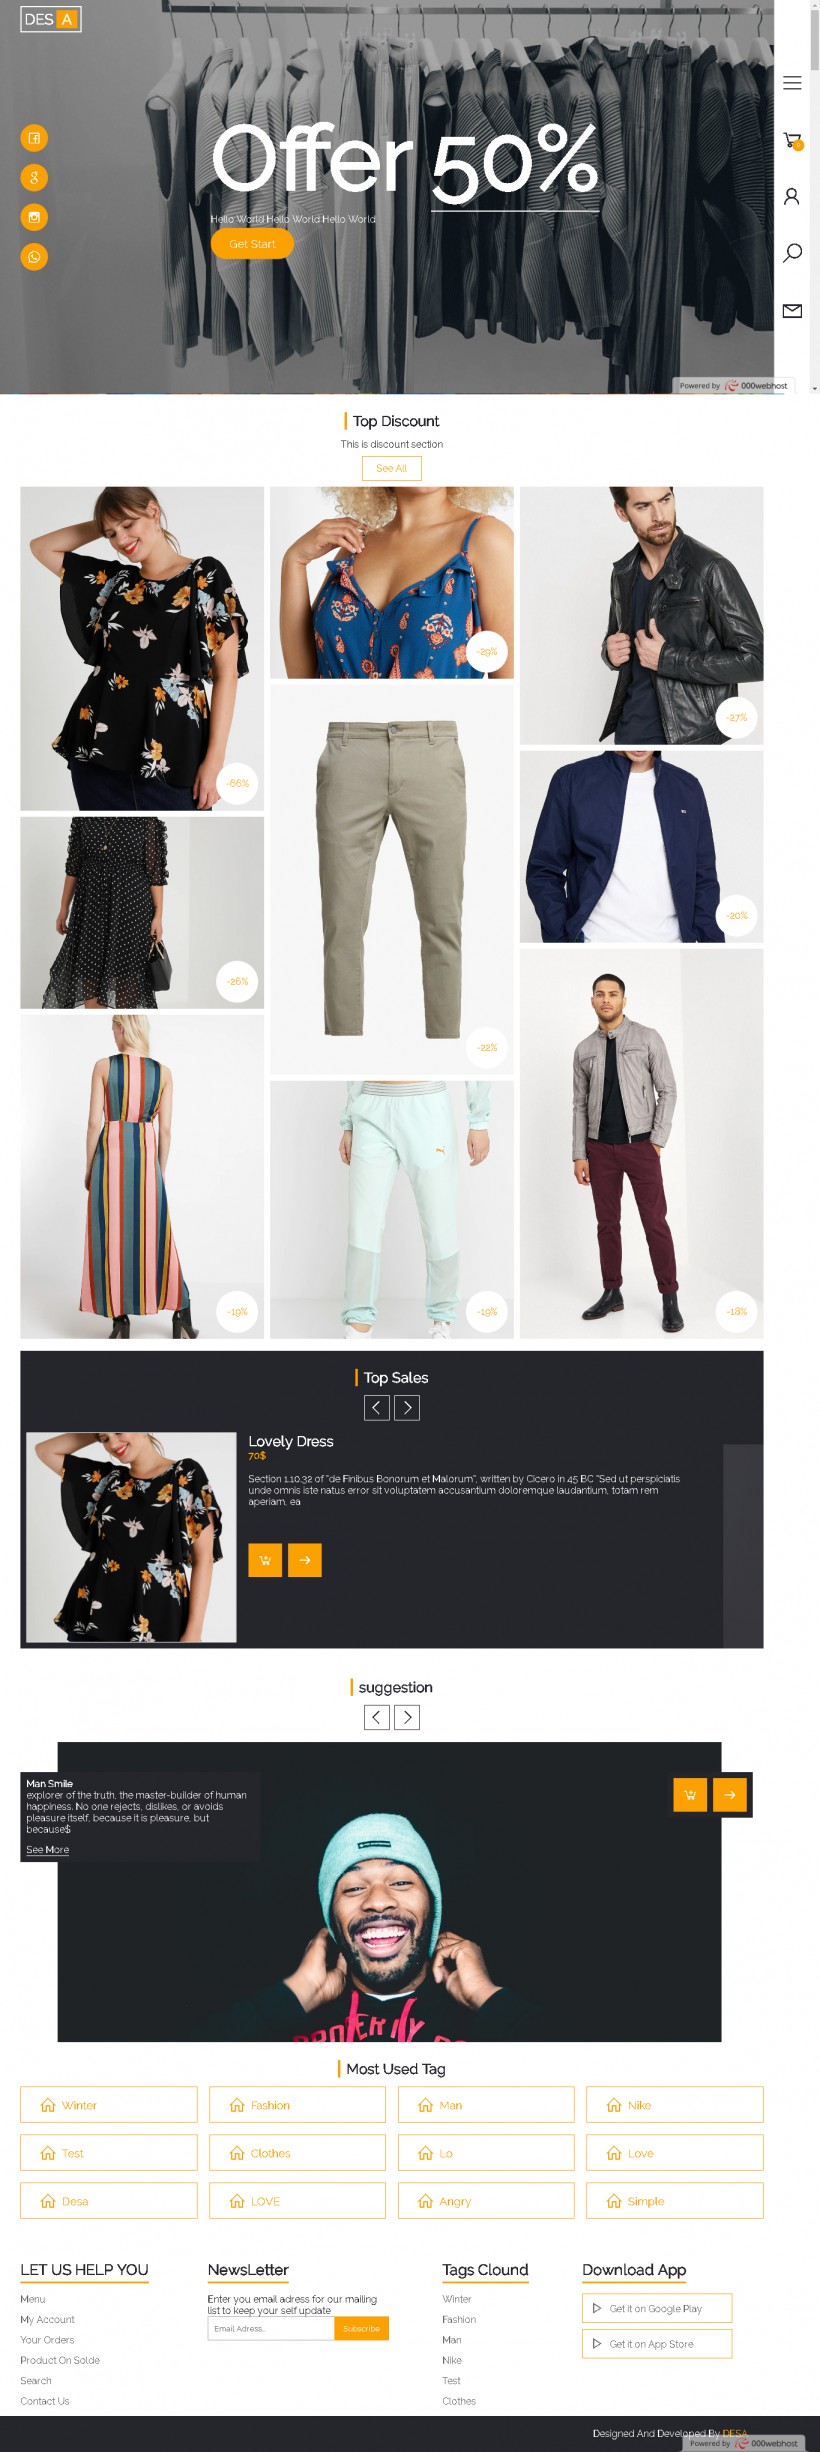 DES A
Offer 50%
Hello World Hello World Hello World
Get Start
0
Powered by 000webhost
Top Discount
This is discount section
See All
-29%
-27%
-66%
-20%
-26%
-22%
-19%
-19%
-18%
Top Sales
Lovely Dress
70$
Section 1.10.32 of "de Finibus Bonorum et Malorum", written by Cicero in 45 BC "Sed ut perspiciatis
unde omnis iste natus error sit voluptatem accusantium doloremque laudantium, totam rem
aperiam, ea
suggestion
Man Smile
explorer of the truth, the master-builder of human
happiness. No one rejects, dislikes, or avoids
pleasure itself, because it is pleasure, but
because$
See More
Most Used Tag
Winter
Fashion
Man
Nike
Test
Clothes
Lo
Love
Desa
LOVE
Angry
Simple
LET US HELP YOU
Menu
My Account
Your Orders
Product On Solde
Search
Contact Us
NewsLetter
Enter you email adress for our mailing
list to keep your self update
Email Adress..
Subscribe
Tags Clound
Winter
Fashion
Man
Nike
Test
Clothes
Download App
Get it on Google Play
Get it on App Store
Designed And Developed By DESA
Powered by 000webhost